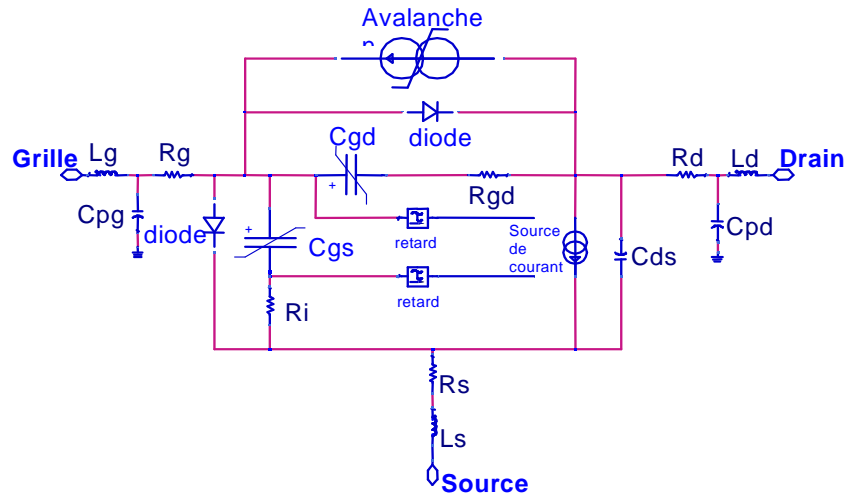 Avalanche
Cgd
diode
Grille
Lg
Rg
Rgd
Rd
Ld
Drain
Cpg
diode
Cgs
retard
Source
de
courant
Cds
Cpd
Ri
retard
Rs
Ls
Source